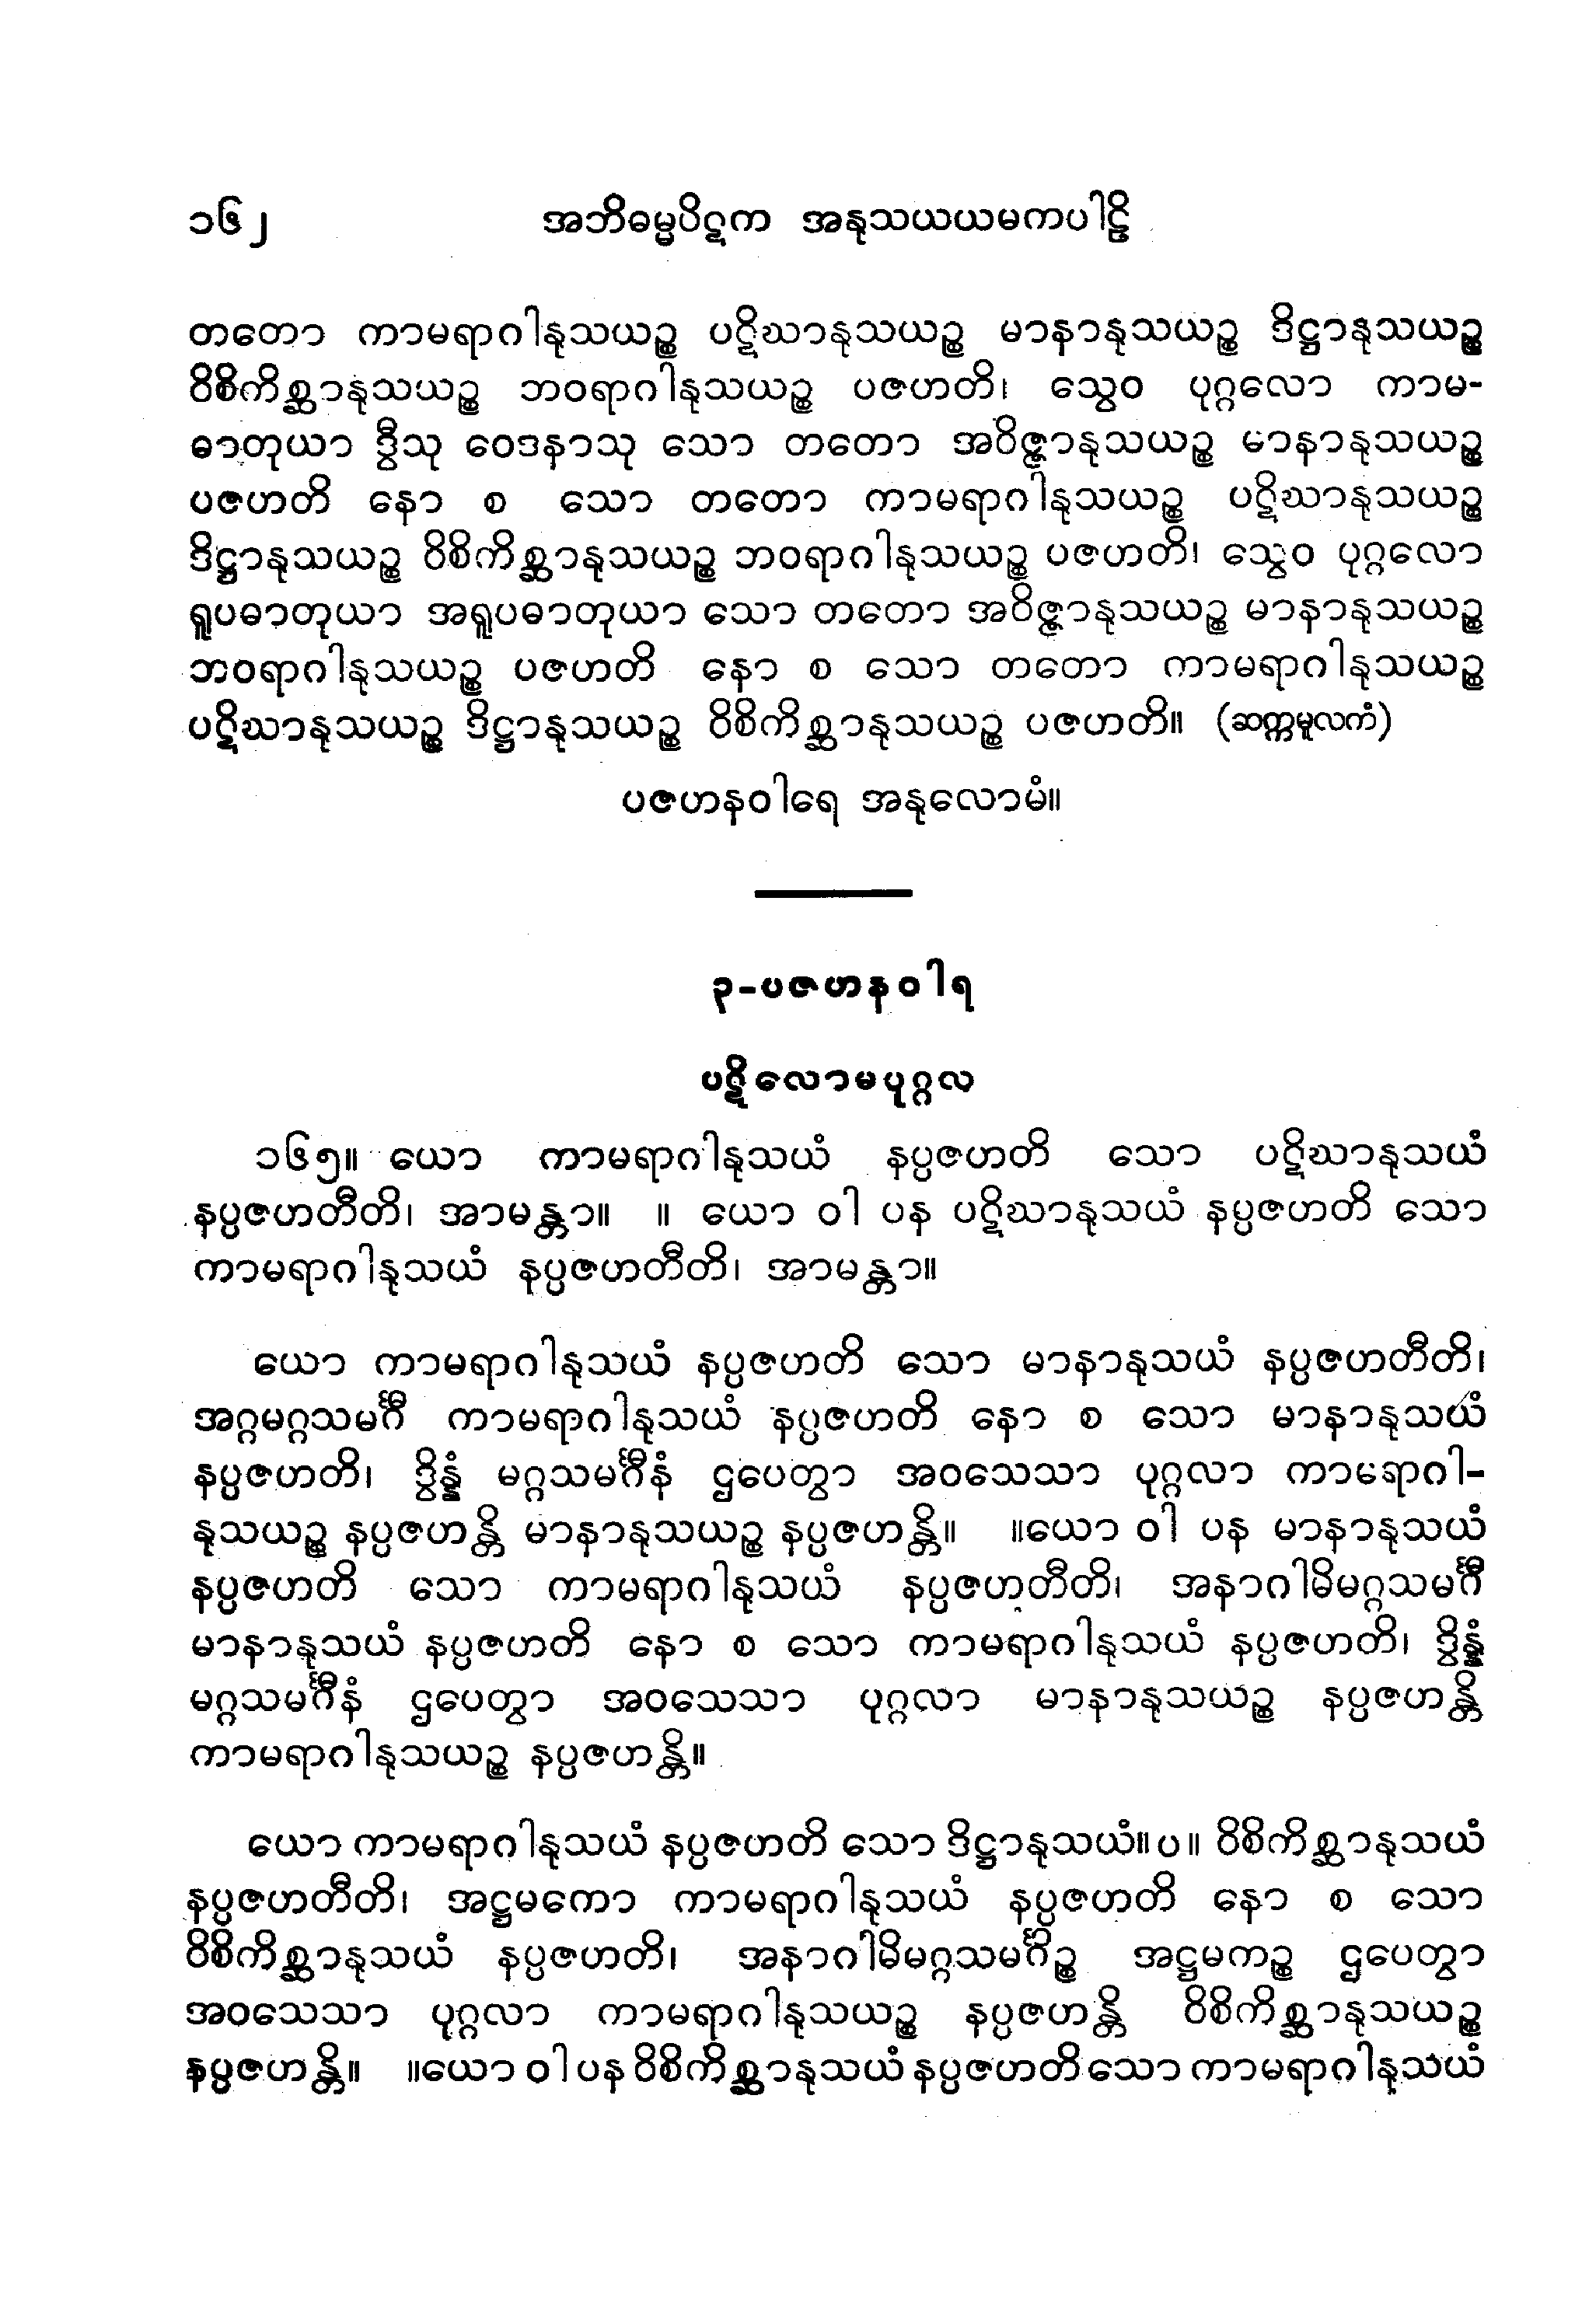 ၁၆၂ အဘိဓမ္မပိဋက အနုသယယမကပါဠိ
တတော ကာမရာဂါနုသယဉ္စ ပဋိဃာနုသယဉ္စ မာနာနုသယဉ္စ ဒိဋ္ဌာနုသယဉ္စ
ဝိစိကိစ္ဆာနုသယဉ္စ ဘဝရာဂါနုသယဉ္စ ပဇဟတိ၊ သွေဝ ပုဂ္ဂလော ကာမ-
ဓာတုယာ ဒွီသု ဝေဒနာသု သော တတော အဝိဇ္ဇာနုသယဉ္စ မာနာနုသယဉ္စ
ပဇဟတိ နော စ သော တတော ကာမရာဂါနုသယဉ္စ ပဋိဃာနုသယဉ္စ
ဒိဋ္ဌာနုသယဉ္စ ဝိစိကိစ္ဆာနုသယဉ္စ ဘဝရာဂါနုသယဉ္စ ပဇဟတိ၊ သွေဝ ပုဂ္ဂလော
ရူပဓာတုယာ အရူပဓာတုယာ သော တတော အဝိဇ္ဇာနုသယဉ္စ မာနာနုသယဉ္စ
ဘဝရာဂါနုသယဉ္စ ပဇဟတိ နော စ သော တတော ကာမရာဂါနုသယဉ္စ
ပဋိဃာနုသယဉ္စ ဒိဋ္ဌာနုသယဉ္စ ဝိစိကိစ္ဆာနုသယဉ္စ ပဇဟတိ။ (ဆက္ကမူလကံ)
ပဇဟနဝါရေ အနုလောမံ။
၃-ပဇဟနဝါရ
ပဋိလောမပုဂ္ဂလ
၁၆၅။ ယော ကာမရာဂါနုသယံ နပ္ပဇဟတိ သော ပဋိဃာနုသယံ
နပ္ပဇဟတီတိ၊ အာမန္တာ။ ။ ယော ဝါ ပန ပဋိဃာနုသယံ နပ္ပဇဟတိ သော
ကာမရာဂါနုသယံ နပ္ပဇဟတီတိ၊ အာမန္တာ။
ယော ကာမရာဂါနုသယံ နပ္ပဇဟတိ သော မာနာနုသယံ နပ္ပဇဟတီတိ၊
အဂ္ဂမဂ္ဂသမင်္ဂီ ကာမရာဂါနုသယံ နပ္ပဇဟတိ နော စ သော မာနာနုသယံ
နပ္ပဇဟတိ၊ ဒွိန္နံ မဂ္ဂသမင်္ဂီနံ ဌပေတွာ အဝသေသာ ပုဂ္ဂလာ ကာမရာဂါ-
နုသယဉ္စ နပ္ပဇဟန္တိ မာနာနုသယဉ္စ နပ္ပဇဟန္တိ။ ။ယော ဝါ ပန မာနာနုသယံ
နပ္ပဇဟတိ သော ကာမရာဂါနုသယံ နပ္ပဇဟတီတိ၊ အနာဂါမိမဂ္ဂသမင်္ဂီ
မာနာနုသယံ နပ္ပဇဟတိ နော စ သော ကာမရာဂါနုသယံ နပ္ပဇဟတိ၊ ဒွိန္နံ
မဂ္ဂသမင်္ဂီနံ ဌပေတွာ အဝသေသာ ပုဂ္ဂလာ မာနာနုသယဉ္စ နပ္ပဇဟန္တိ
ကာမရာဂါနုသယဉ္စ နပ္ပဇဟန္တိ။
ယော ကာမရာဂါနုသယံ နပ္ပဇဟတိ သော ဒိဋ္ဌာနုသယံ။ပ။ ဝိစိကိစ္ဆာနုသယံ
နပ္ပဇဟတီတိ၊ အဋ္ဌမကော ကာမရာဂါနုသယံ နပ္ပဇဟတိ နော စ သော
ဝိစိကိစ္ဆာနုသယံ နပ္ပဇဟတိ၊ အနာဂါမိမဂ္ဂသမင်္ဂိဉ္စ အဋ္ဌမကဉ္စ ဌပေတွာ
အဝသေသာ ပုဂ္ဂလာ ကာမရာဂါနုသယဉ္စ နပ္ပဇဟန္တိ ဝိစိကိစ္ဆာနုသယဉ္စ
နပ္ပဇဟန္တိ။ ။ယော ဝါ ပန ဝိစိကိစ္ဆာနုသယံ နပ္ပဇဟတိ သော ကာမရာဂါနုသယံ